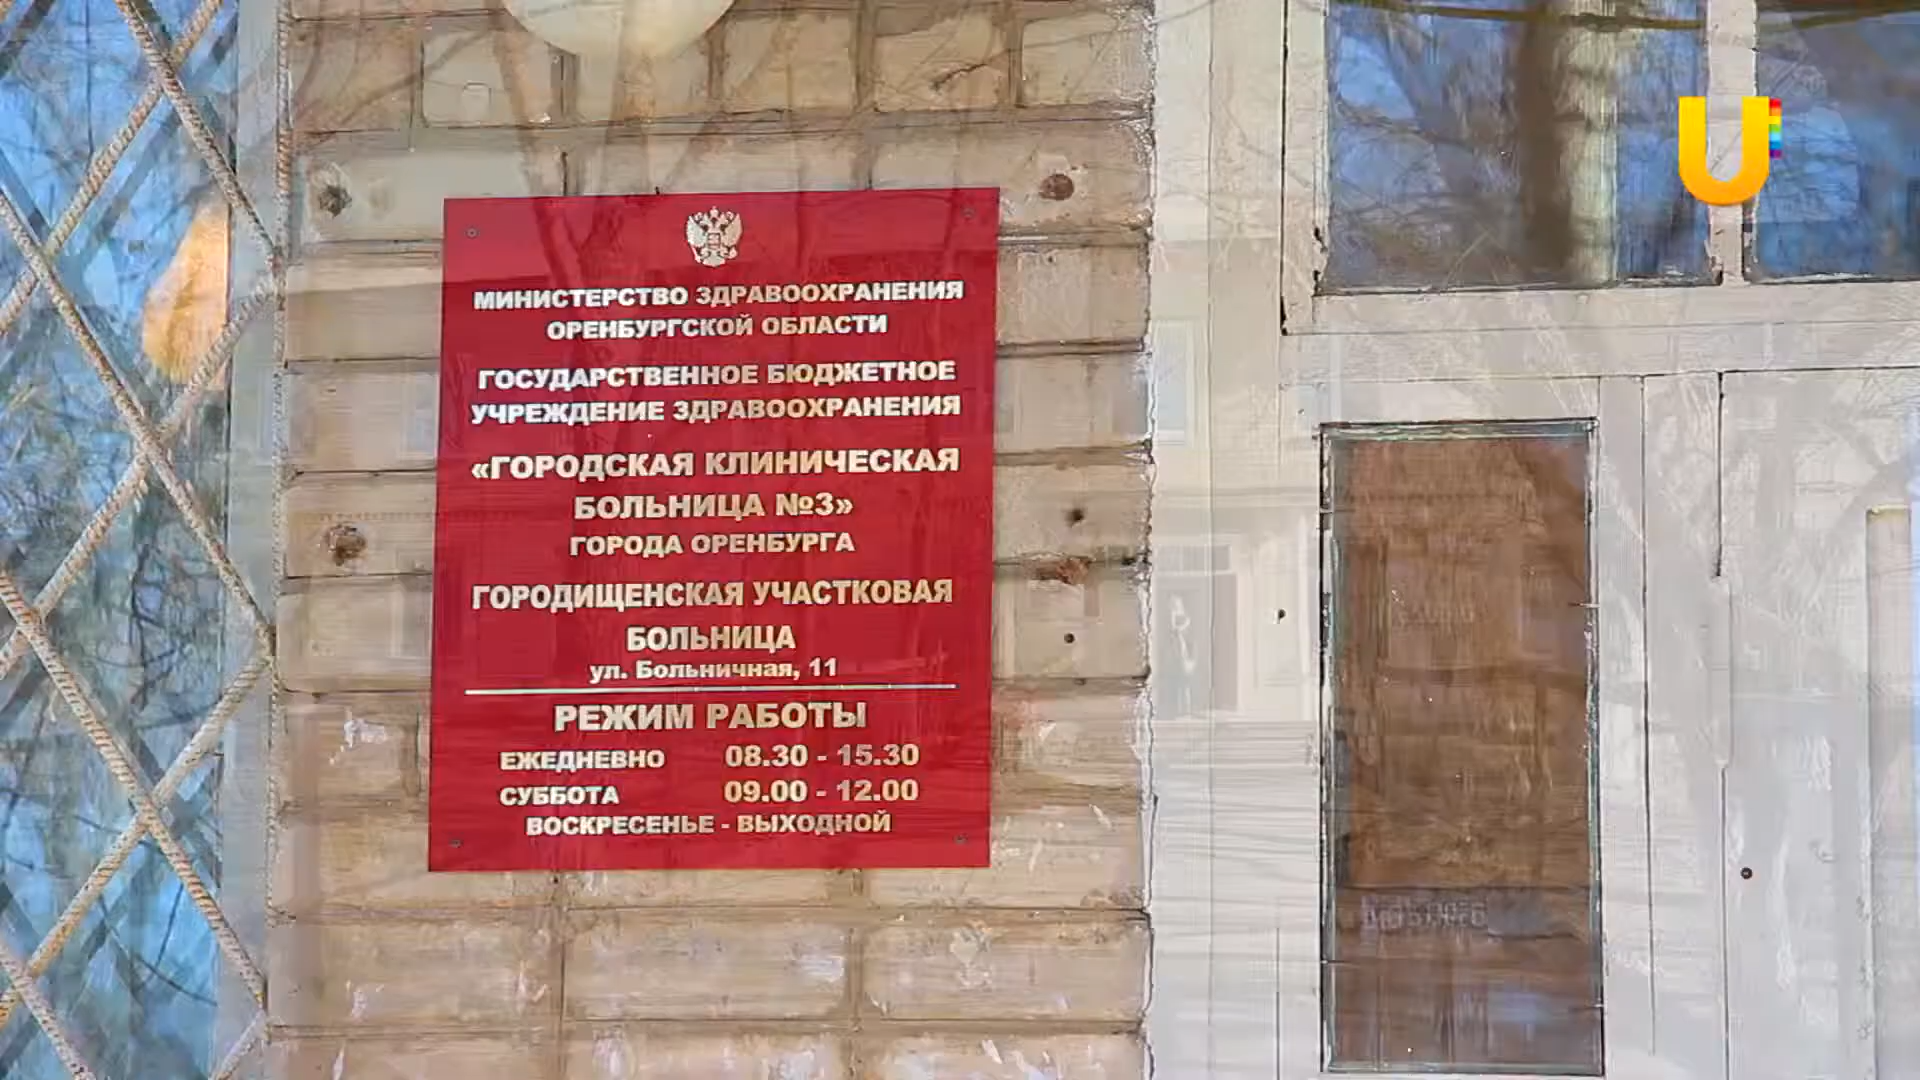 U
МИНИСТЕРСТВО ЗДРАВООХРАНЕНИЯ
ОРЕНБУРГСКОЙ ОБЛАСТИ
ГОСУДАРСТВЕННОЕ БЮДЖЕТНОЕ
УЧРЕЖДЕНИЕ ЗДРАВООХРАНЕНИЯ
«ГОРОДСКАЯ КЛИНИЧЕСКАЯ
БОЛЬНИЦА №3»
ГОРОДА ОРЕНБУРГА
ГОРОДИЩЕНСКАЯ УЧАСТКОВАЯ
БОЛЬНИЦА
ул. Больничная, 11
РЕЖИМ РАБОТЫ
ЕЖЕДНЕВНО 08.30 - 15.30
СУББОТА 09.00 - 12.00
ВОСКРЕСЕНЬЕ - ВЫХОДНОЙ